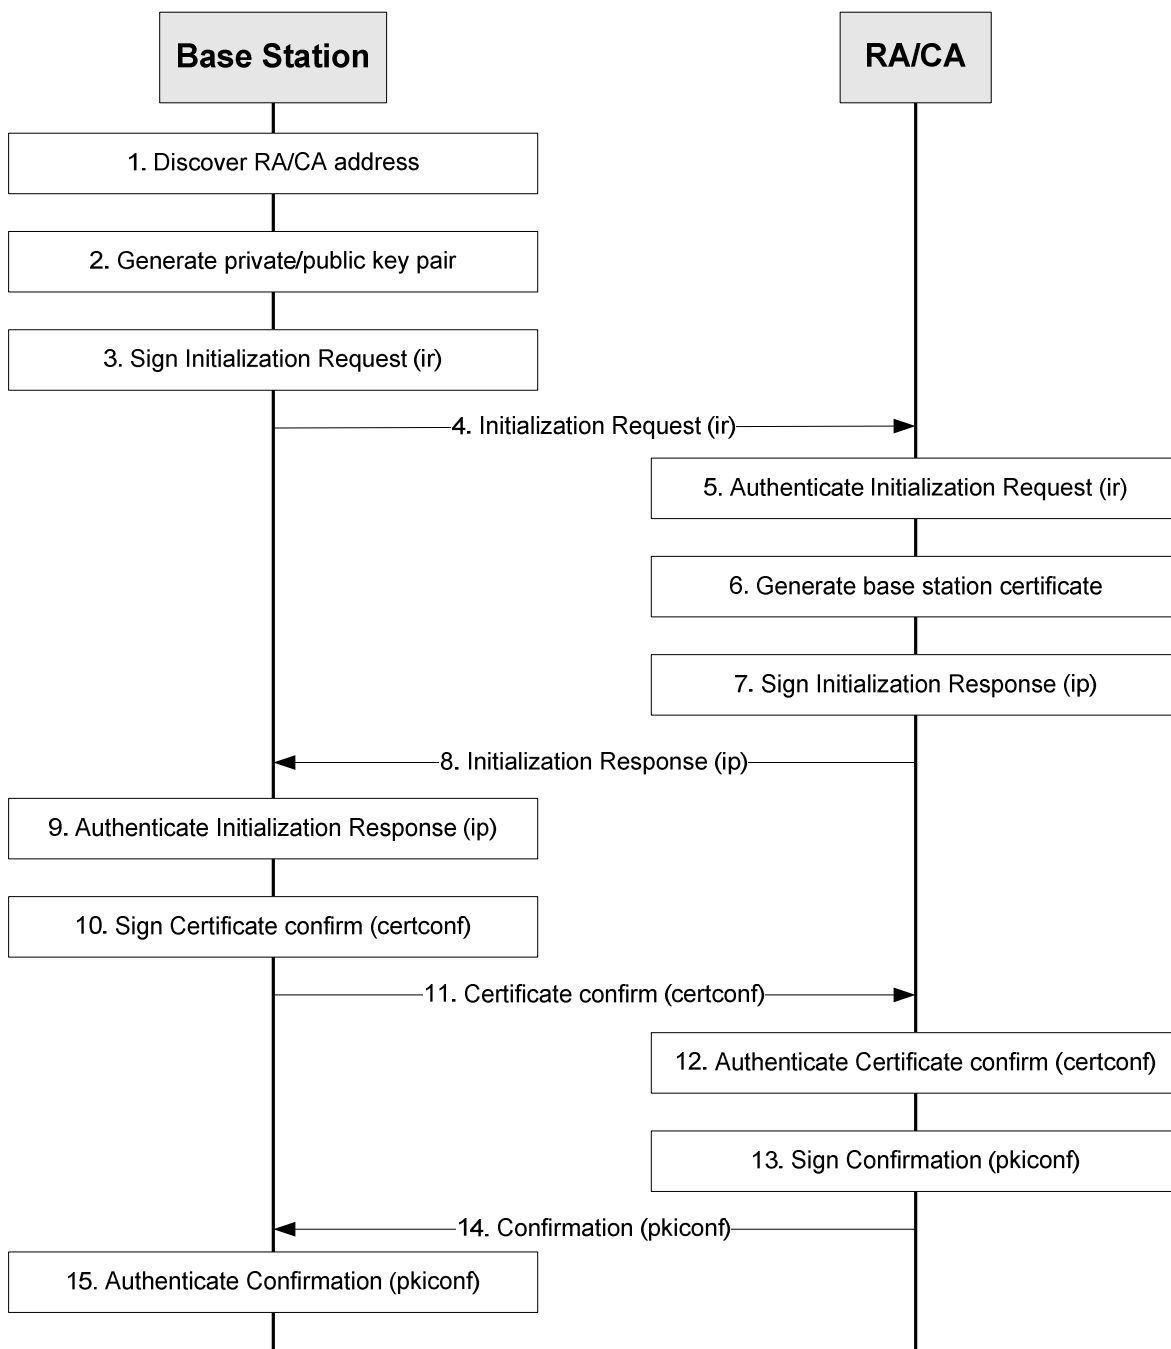 Base Station
RA/CA
1. Discover RA/CA address
2. Generate private/public key pair
3. Sign Initialization Request (ir)
4. Initialization Request (ir)
5. Authenticate Initialization Request (ir)
6. Generate base station certificate
7. Sign Initialization Response (ip)
8. Initialization Response (ip)
9. Authenticate Initialization Response (ip)
10. Sign Certificate confirm (certconf)
11. Certificate confirm (certconf)
12. Authenticate Certificate confirm (certconf)
13. Sign Confirmation (pkiconf)
14. Confirmation (pkiconf)
15. Authenticate Confirmation (pkiconf)